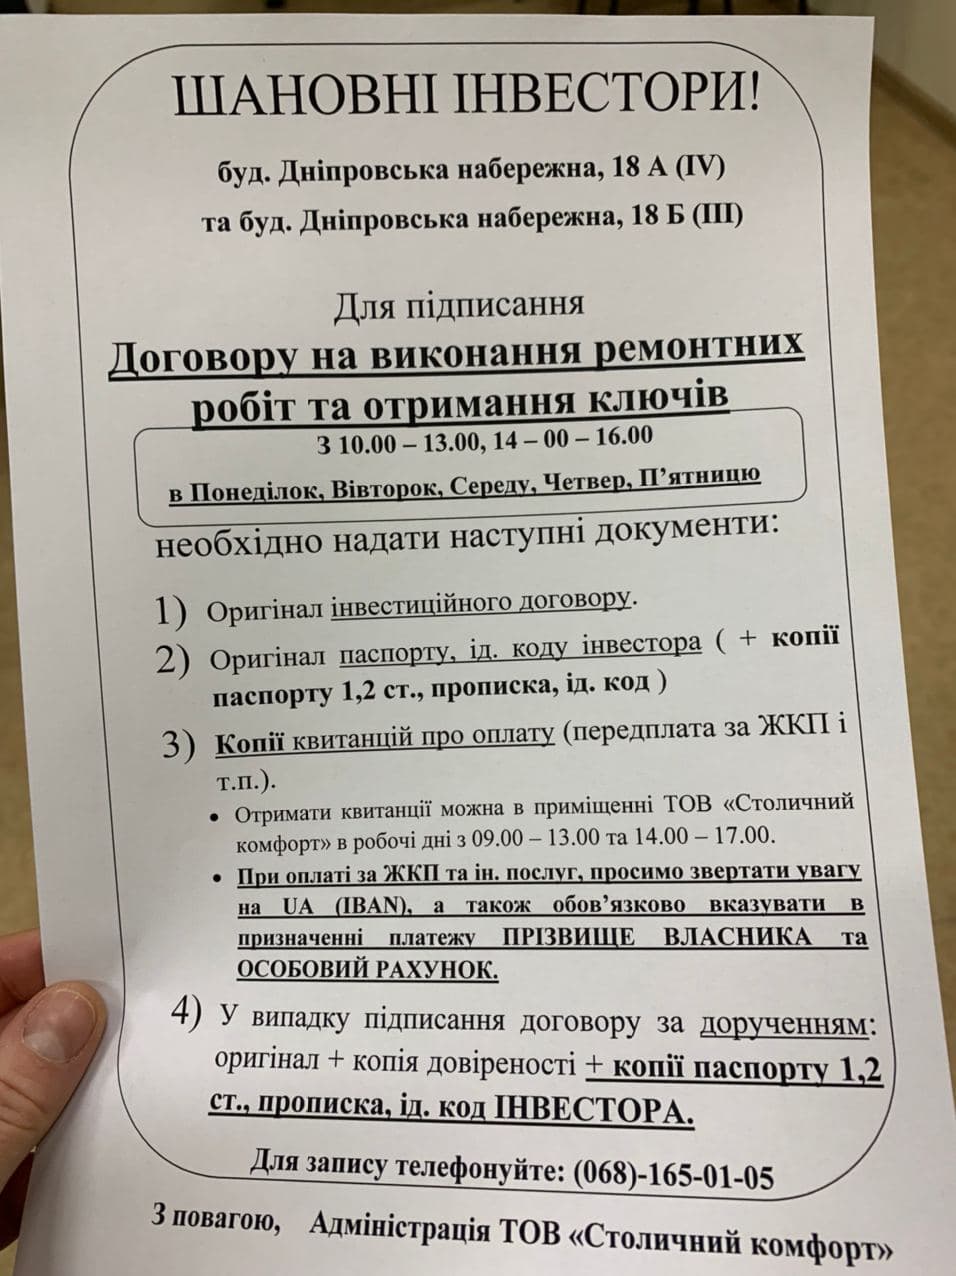 ШАНОВНІ ІНВЕСТОРИ!
буд. Дніпровська набережна, 18 А (IV)
та буд. Дніпровська набережна, 18 Б (III)
Для підписання
Договору на виконання ремонтних
робіт та отримання ключів
З 10.00 – 13.00, 14 – 00 – 16.00
в Понеділок, Вівторок, Середу, Четвер, П’ятницю
необхідно надати наступні документи:
1) Оригінал інвестиційного договору.
2) Оригінал паспорту, ід. коду інвестора ( + копії
паспорту 1,2 ст., прописка, ід. код )
3) Копії квитанцій про оплату (передплата за ЖКП і
т.п.).
• Отримати квитанції можна в приміщенні ТОВ «Столичний
комфорт» в робочі дні з 09.00 – 13.00 та 14.00 – 17.00.
• При оплаті за ЖКП та ін. послуг, просимо звертати увагу
на UA (IBAN), а також обов’язково вказувати в
призначенні платежу ПРІЗВИЩЕ ВЛАСНИКА та
ОСОБОВИЙ РАХУНОК.
4) У випадку підписання договору за дорученням:
оригінал + копія довіреності + копії паспорту 1,2
ст., прописка, ід. код ІНВЕСТОРА.
Для запису телефонуйте: (068)-165-01-05
З повагою, Адміністрація ТОВ «Столичний комфорт»